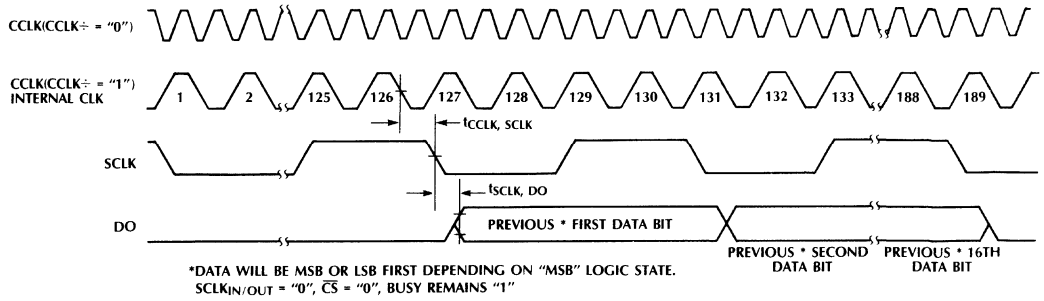 CCLK(CCLK÷ = “0”)
CCLK(CCLK÷ = “1”)
INTERNAL CLK
1 2 125 126 127 128 129 130 131 132 133 188 189
tCCLK, SCLK
SCLK
tSCLK, DO
DO
PREVIOUS * FIRST DATA BIT
PREVIOUS * SECOND
DATA BIT
PREVIOUS * 16TH
DATA BIT
*DATA WILL BE MSB OR LSB FIRST DEPENDING ON “MSB” LOGIC STATE.
SCLKIN/OUT = “0”, C̅S̅ = “0”, BUSY REMAINS “1”